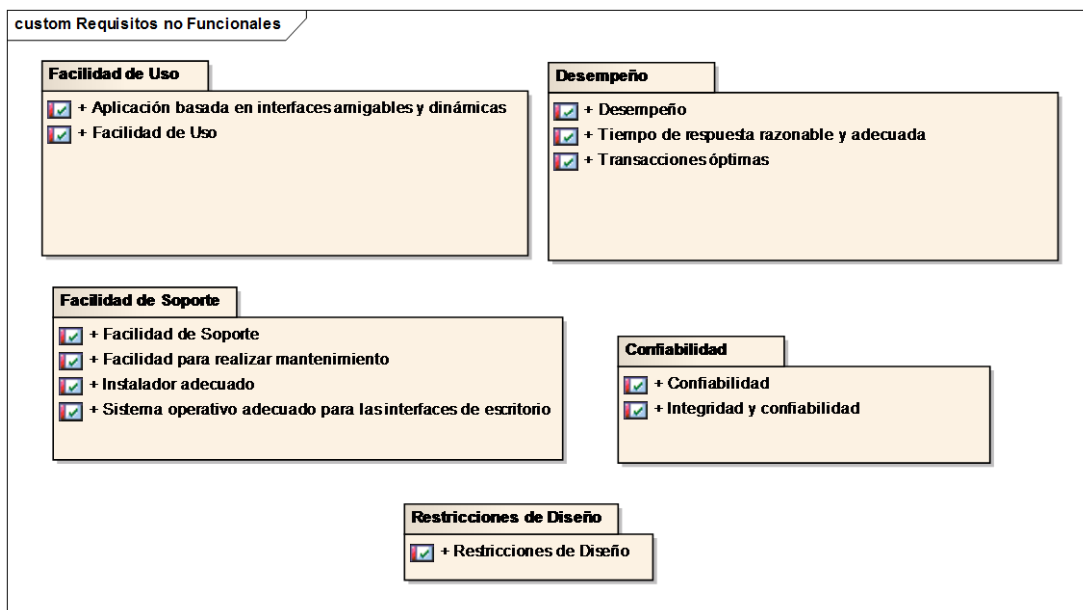 custom Requisitos no Funcionales
Facilidad de Uso
+ Aplicación basada en interfaces amigables y dinámicas
+ Facilidad de Uso
Desempeño
+ Desempeño
+ Tiempo de respuesta razonable y adecuada
+ Transacciones óptimas
Facilidad de Soporte
+ Facilidad de Soporte
+ Facilidad para realizar mantenimiento
+ Instalador adecuado
+ Sistema operativo adecuado para las interfaces de escritorio
Confiabilidad
+ Confiabilidad
+ Integridad y confiabilidad
Restricciones de Diseño
+ Restricciones de Diseño